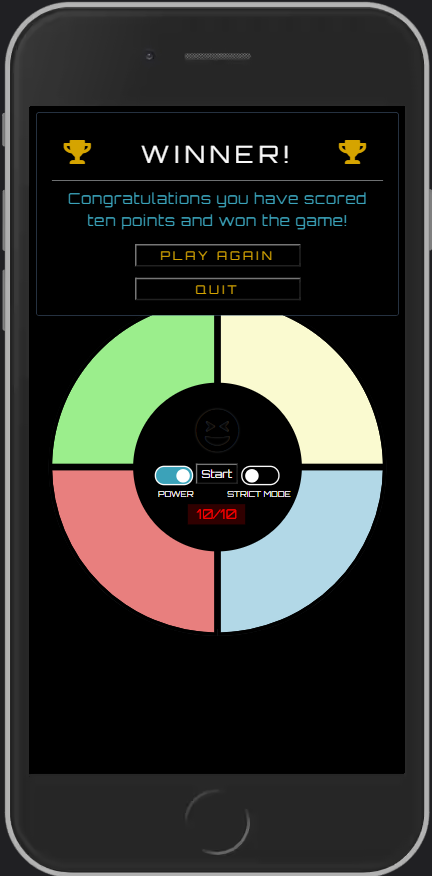 WINNER!
Congratulations you have scored
ten points and won the game!
PLAY AGAIN
QUIT
Start
POWER
STRICT MODE
10/10